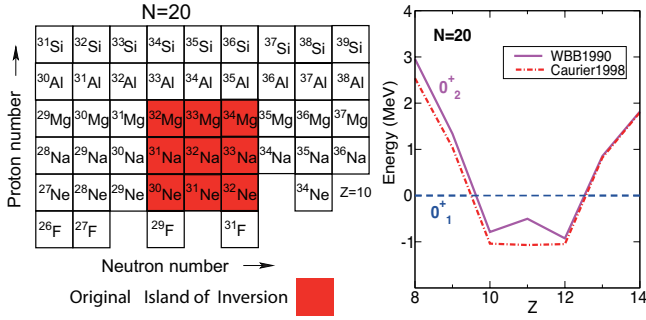 N=20
³¹Si ³²Si ³³Si ³⁴Si ³⁵Si ³⁶Si ³⁷Si ³⁸Si ³⁹Si
³⁰Al ³¹Al ³²Al ³³Al ³⁴Al ³⁵Al ³⁶Al ³⁷Al ³⁸Al
²⁹Mg ³⁰Mg ³¹Mg ³²Mg ³³Mg ³⁴Mg ³⁵Mg ³⁶Mg ³⁷Mg
²⁸Na ²⁹Na ³⁰Na ³¹Na ³²Na ³³Na ³⁴Na ³⁵Na ³⁶Na
²⁷Ne ²⁸Ne ²⁹Ne ³⁰Ne ³¹Ne ³²Ne ³⁴Ne Z=10
²⁶F ²⁷F ²⁹F ³¹F
Proton number →
Neutron number →
Original Island of Inversion
N=20
WBB1990
Caurier1998
0⁺₂
0⁺₁
Energy (MeV)
4
3
2
1
0
-1
8 10 12 14
Z